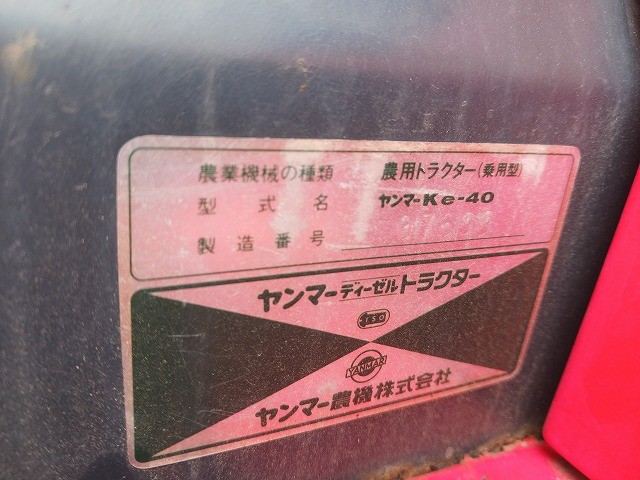 農業機械の種類 農用トラクター(乗用型)
型式名 ヤンマーKe-40
製造番号
ヤンマーディーゼルトラクター
YANMAR
ヤンマー農機株式会社